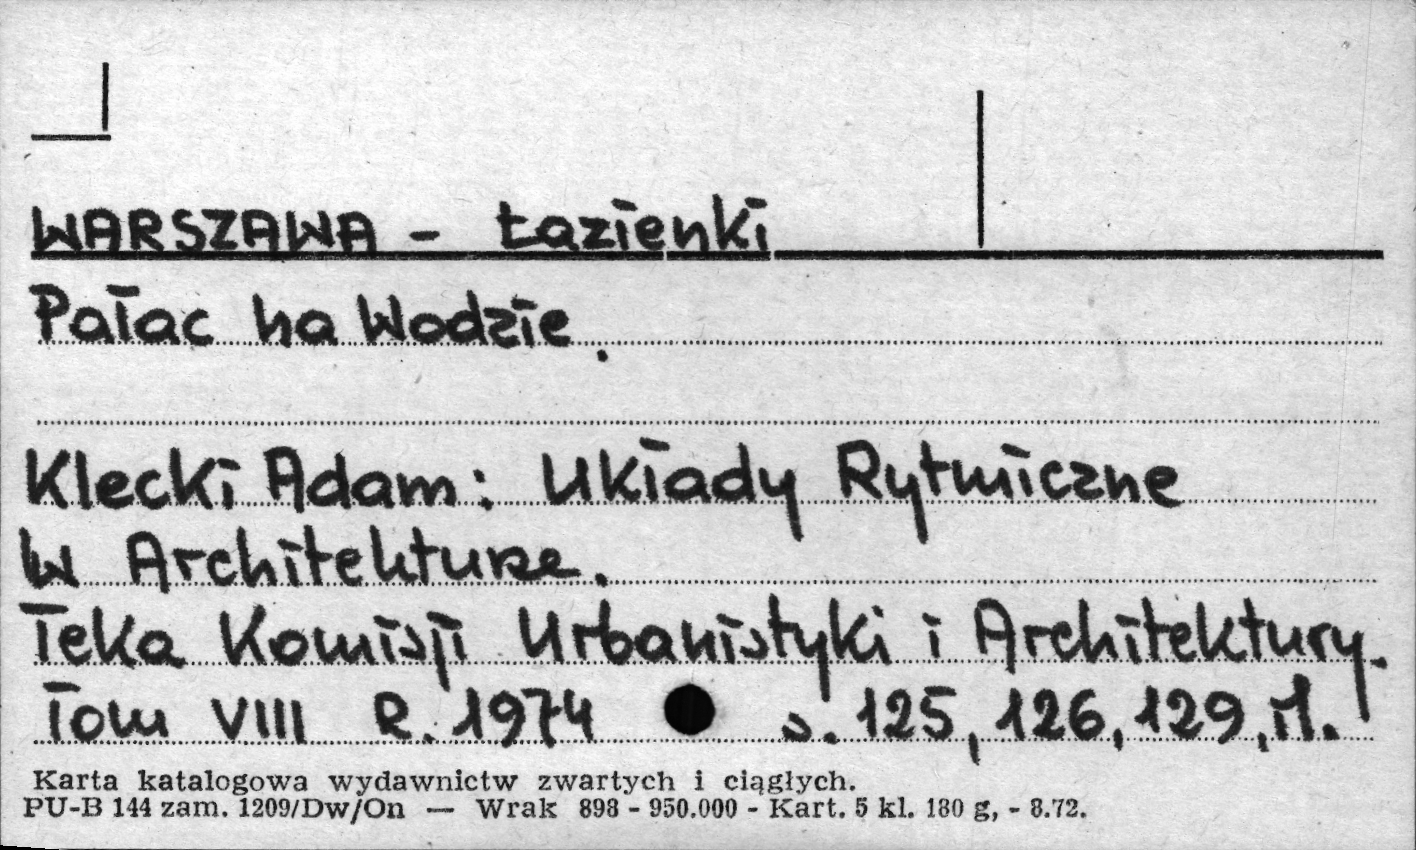 WARSZAWA - Łazienki
Pałac na Wodzie.
Klecki Adam: Układy Rytmiczne
w Architekturze.
Teka Komisji Urbanistyki i Architektury.
Tom VIII R. 1974 s. 125, 126, 129, il.
Karta katalogowa wydawnictw zwartych i ciągłych.
PU-B 144 zam. 1209/Dw/On — Wrak 898 - 950.000 - Kart. 5 kl. 180 g, - 8.72.